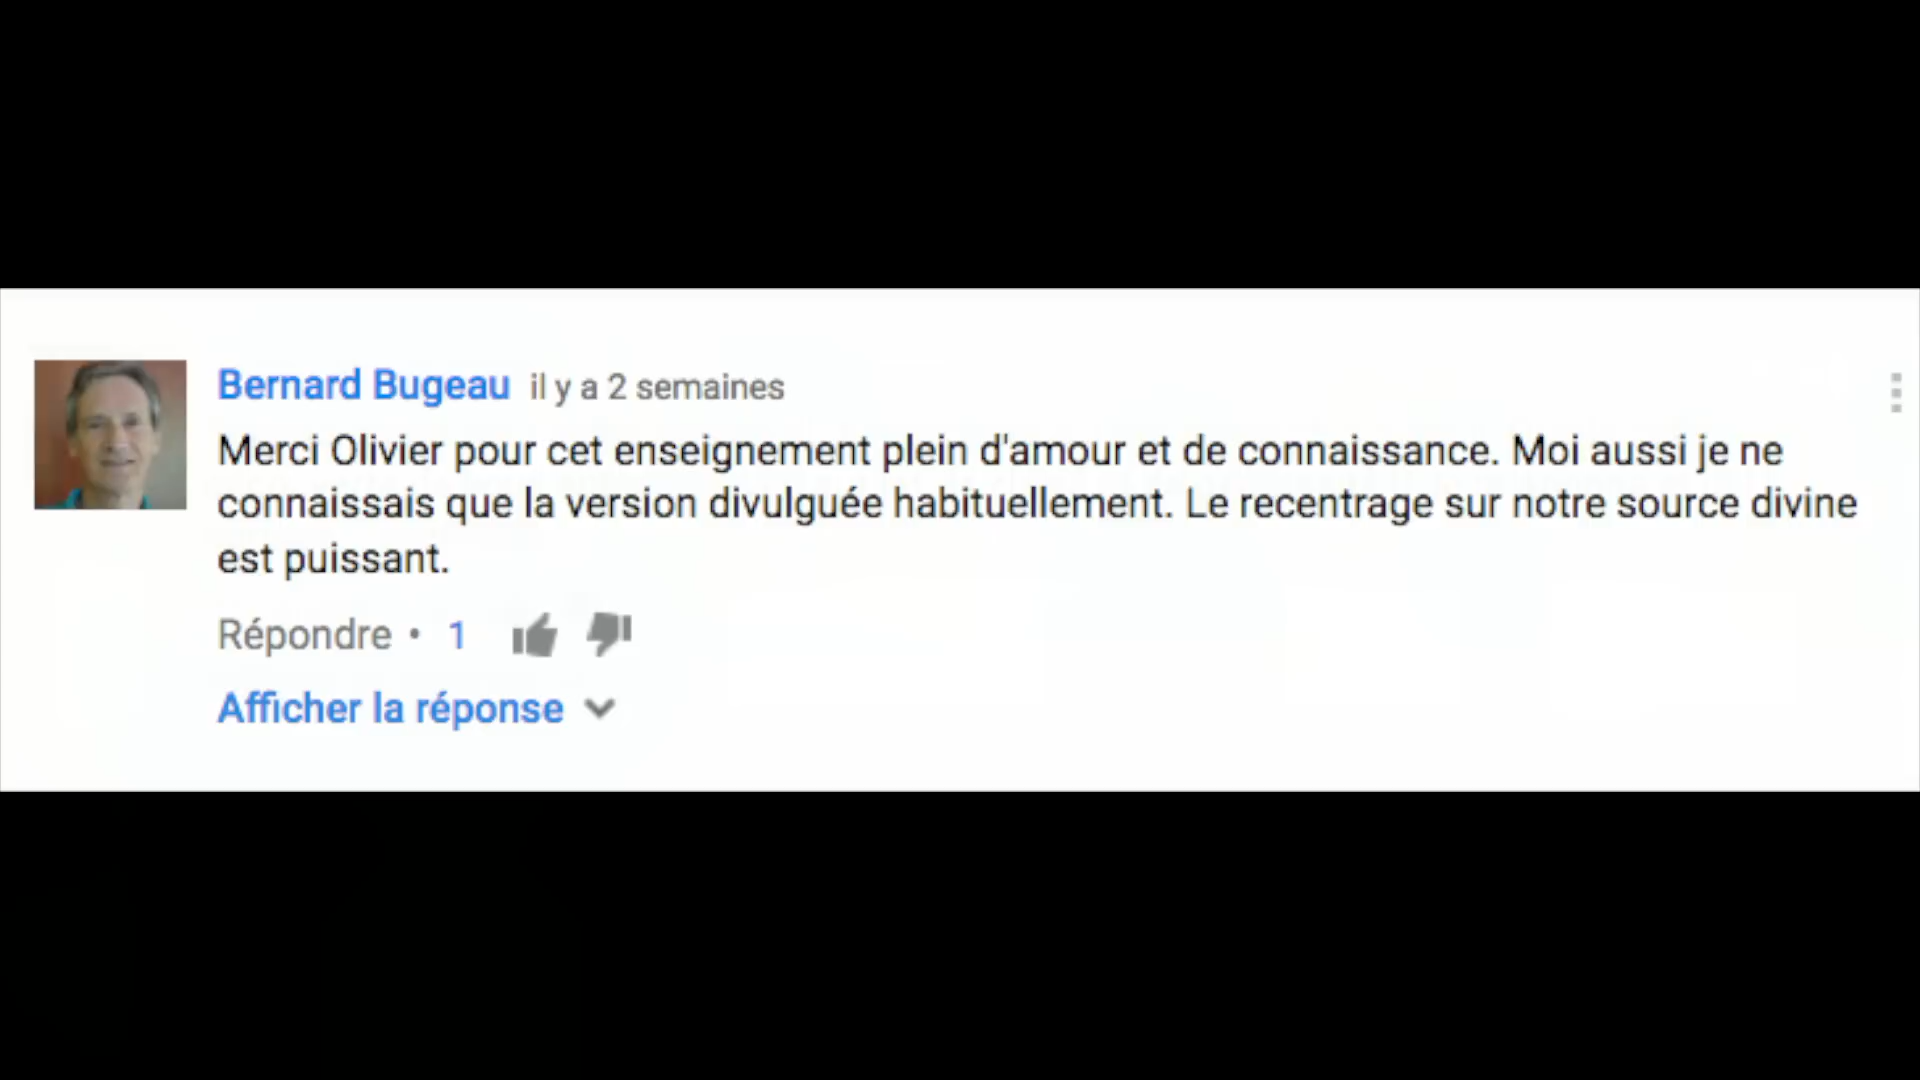 Bernard Bugeau il y a 2 semaines
Merci Olivier pour cet enseignement plein d'amour et de connaissance. Moi aussi je ne
connaissais que la version divulguée habituellement. Le recentrage sur notre source divine
est puissant.
Répondre • 1
Afficher la réponse